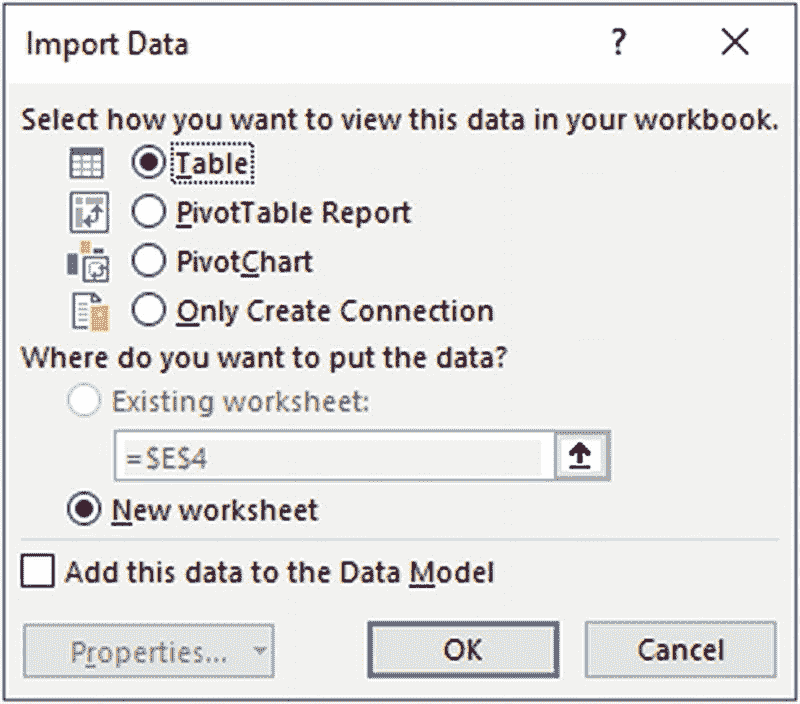 Import Data ?
Select how you want to view this data in your workbook.
Table
PivotTable Report
PivotChart
Only Create Connection
Where do you want to put the data?
Existing worksheet:
=$E$4
New worksheet
Add this data to the Data Model
Properties... OK Cancel